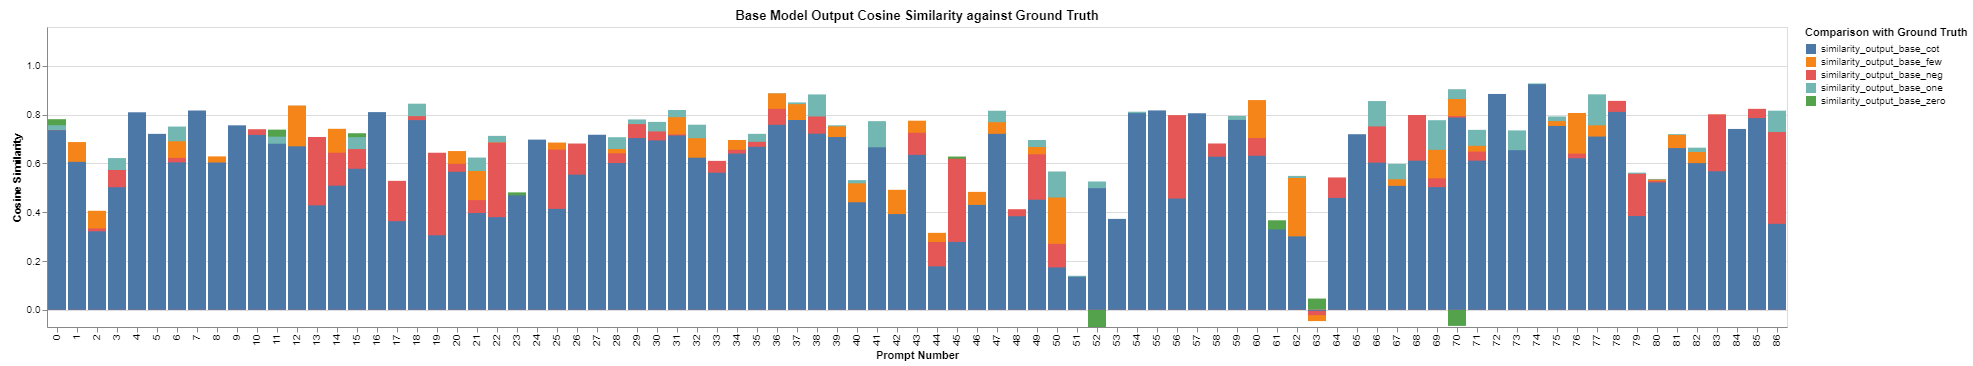 Base Model Output Cosine Similarity against Ground Truth
Comparison with Ground Truth
similarity_output_base_cot
similarity_output_base_few
similarity_output_base_neg
similarity_output_base_one
similarity_output_base_zero
Cosine Similarity
1.0
0.8
0.6
0.4
0.2
0.0
0 1 2 3 4 5 6 7 8 9 10 11 12 13 14 15 16 17 18 19 20 21 22 23 24 25 26 27 28 29 30 31 32 33 34 35 36 37 38 39 40 41 42 43 44 45 46 47 48 49 50 51 52 53 54 55 56 57 58 59 60 61 62 63 64 65 66 67 68 69 70 71 72 73 74 75 76 77 78 79 80 81 82 83 84 85 86
Prompt Number